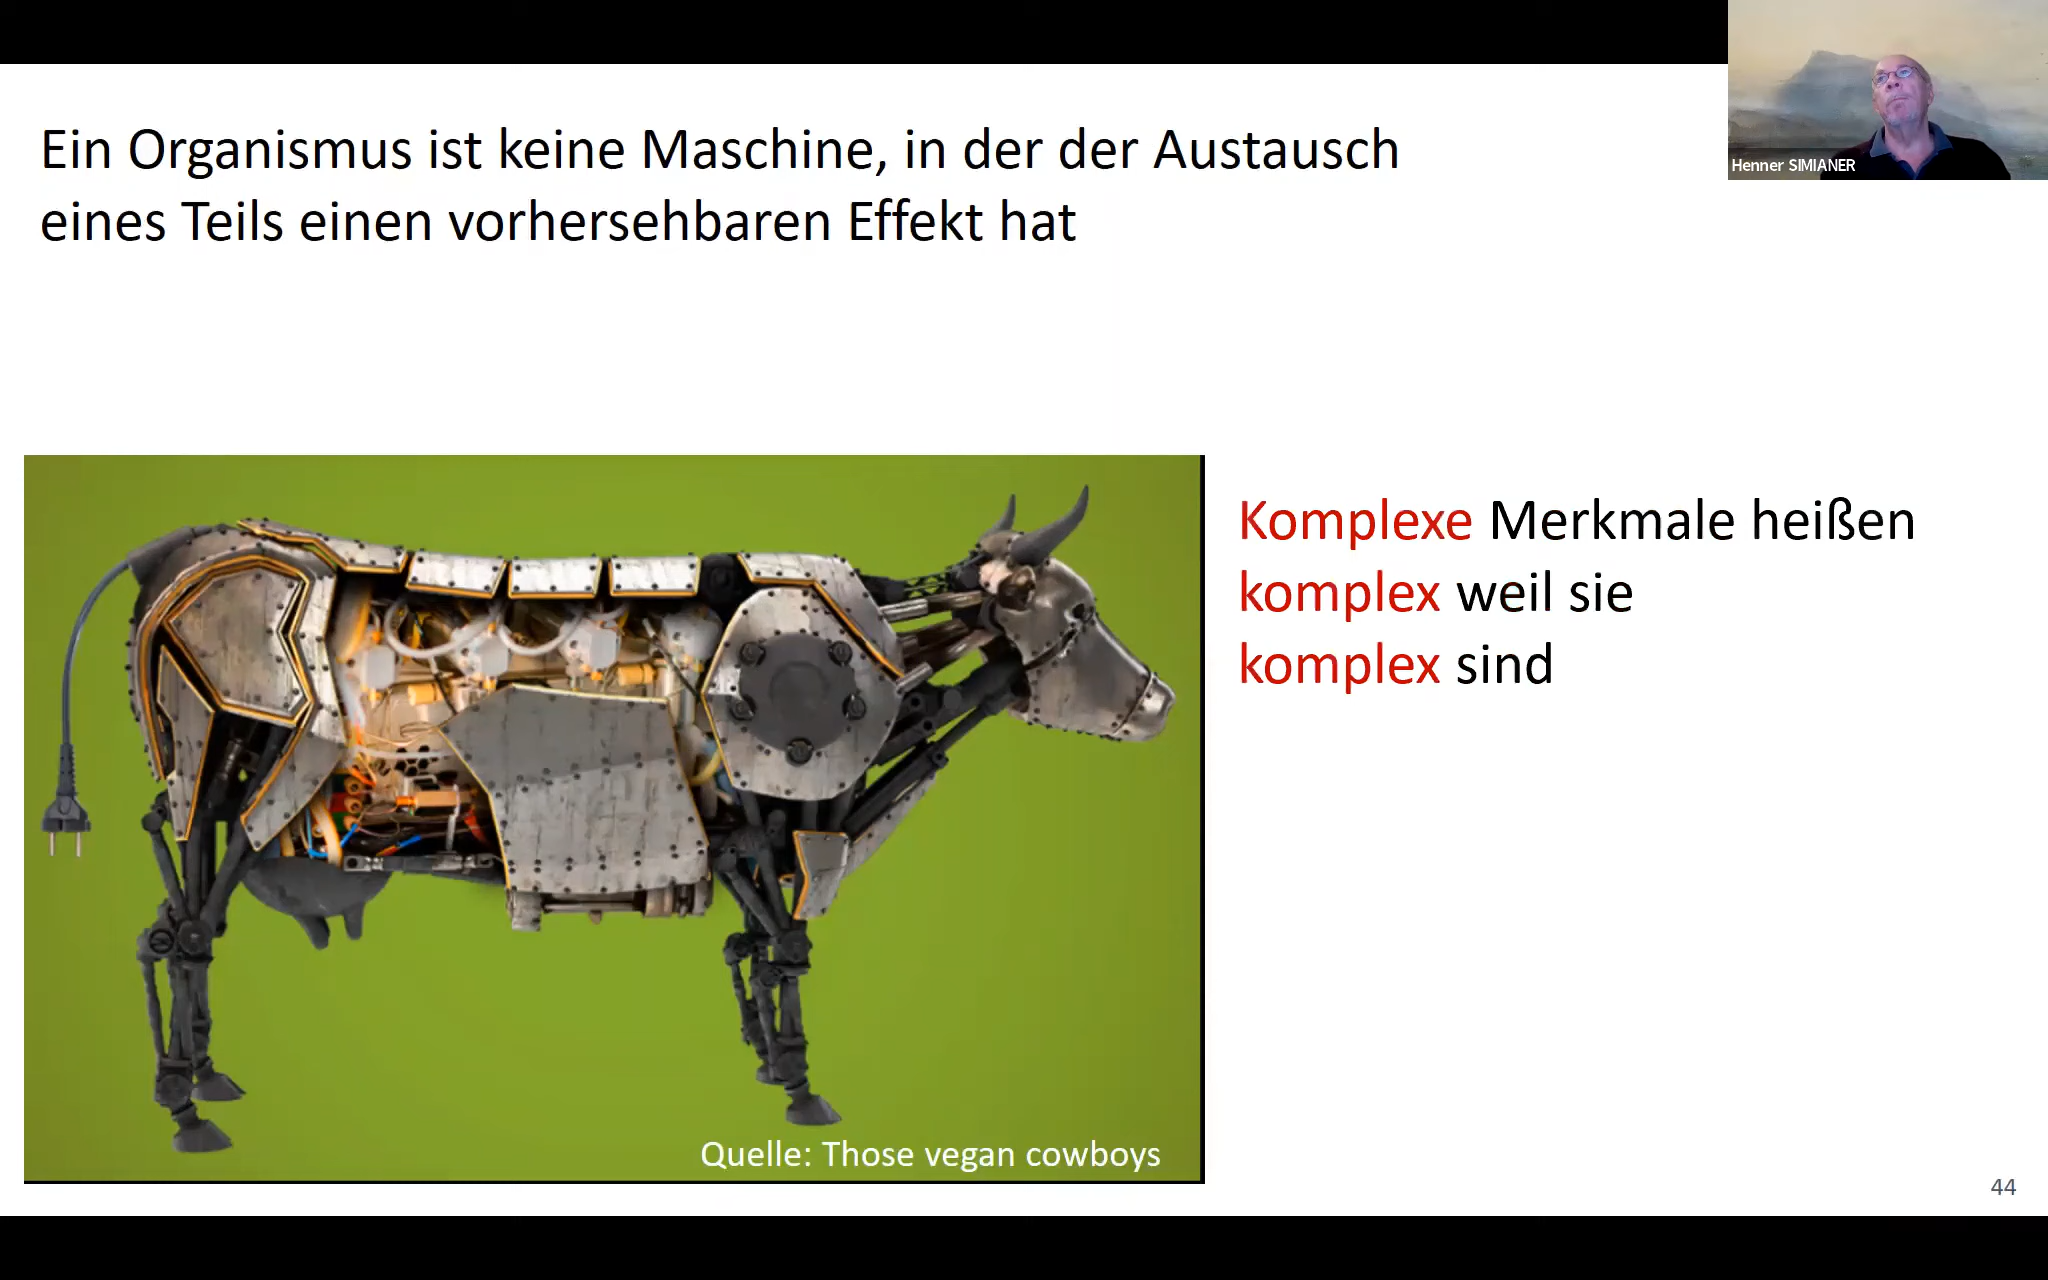 Ein Organismus ist keine Maschine, in der der Austausch
eines Teils einen vorhersehbaren Effekt hat
Henner SIMIANER
Komplexe Merkmale heißen
komplex weil sie
komplex sind
Quelle: Those vegan cowboys
44